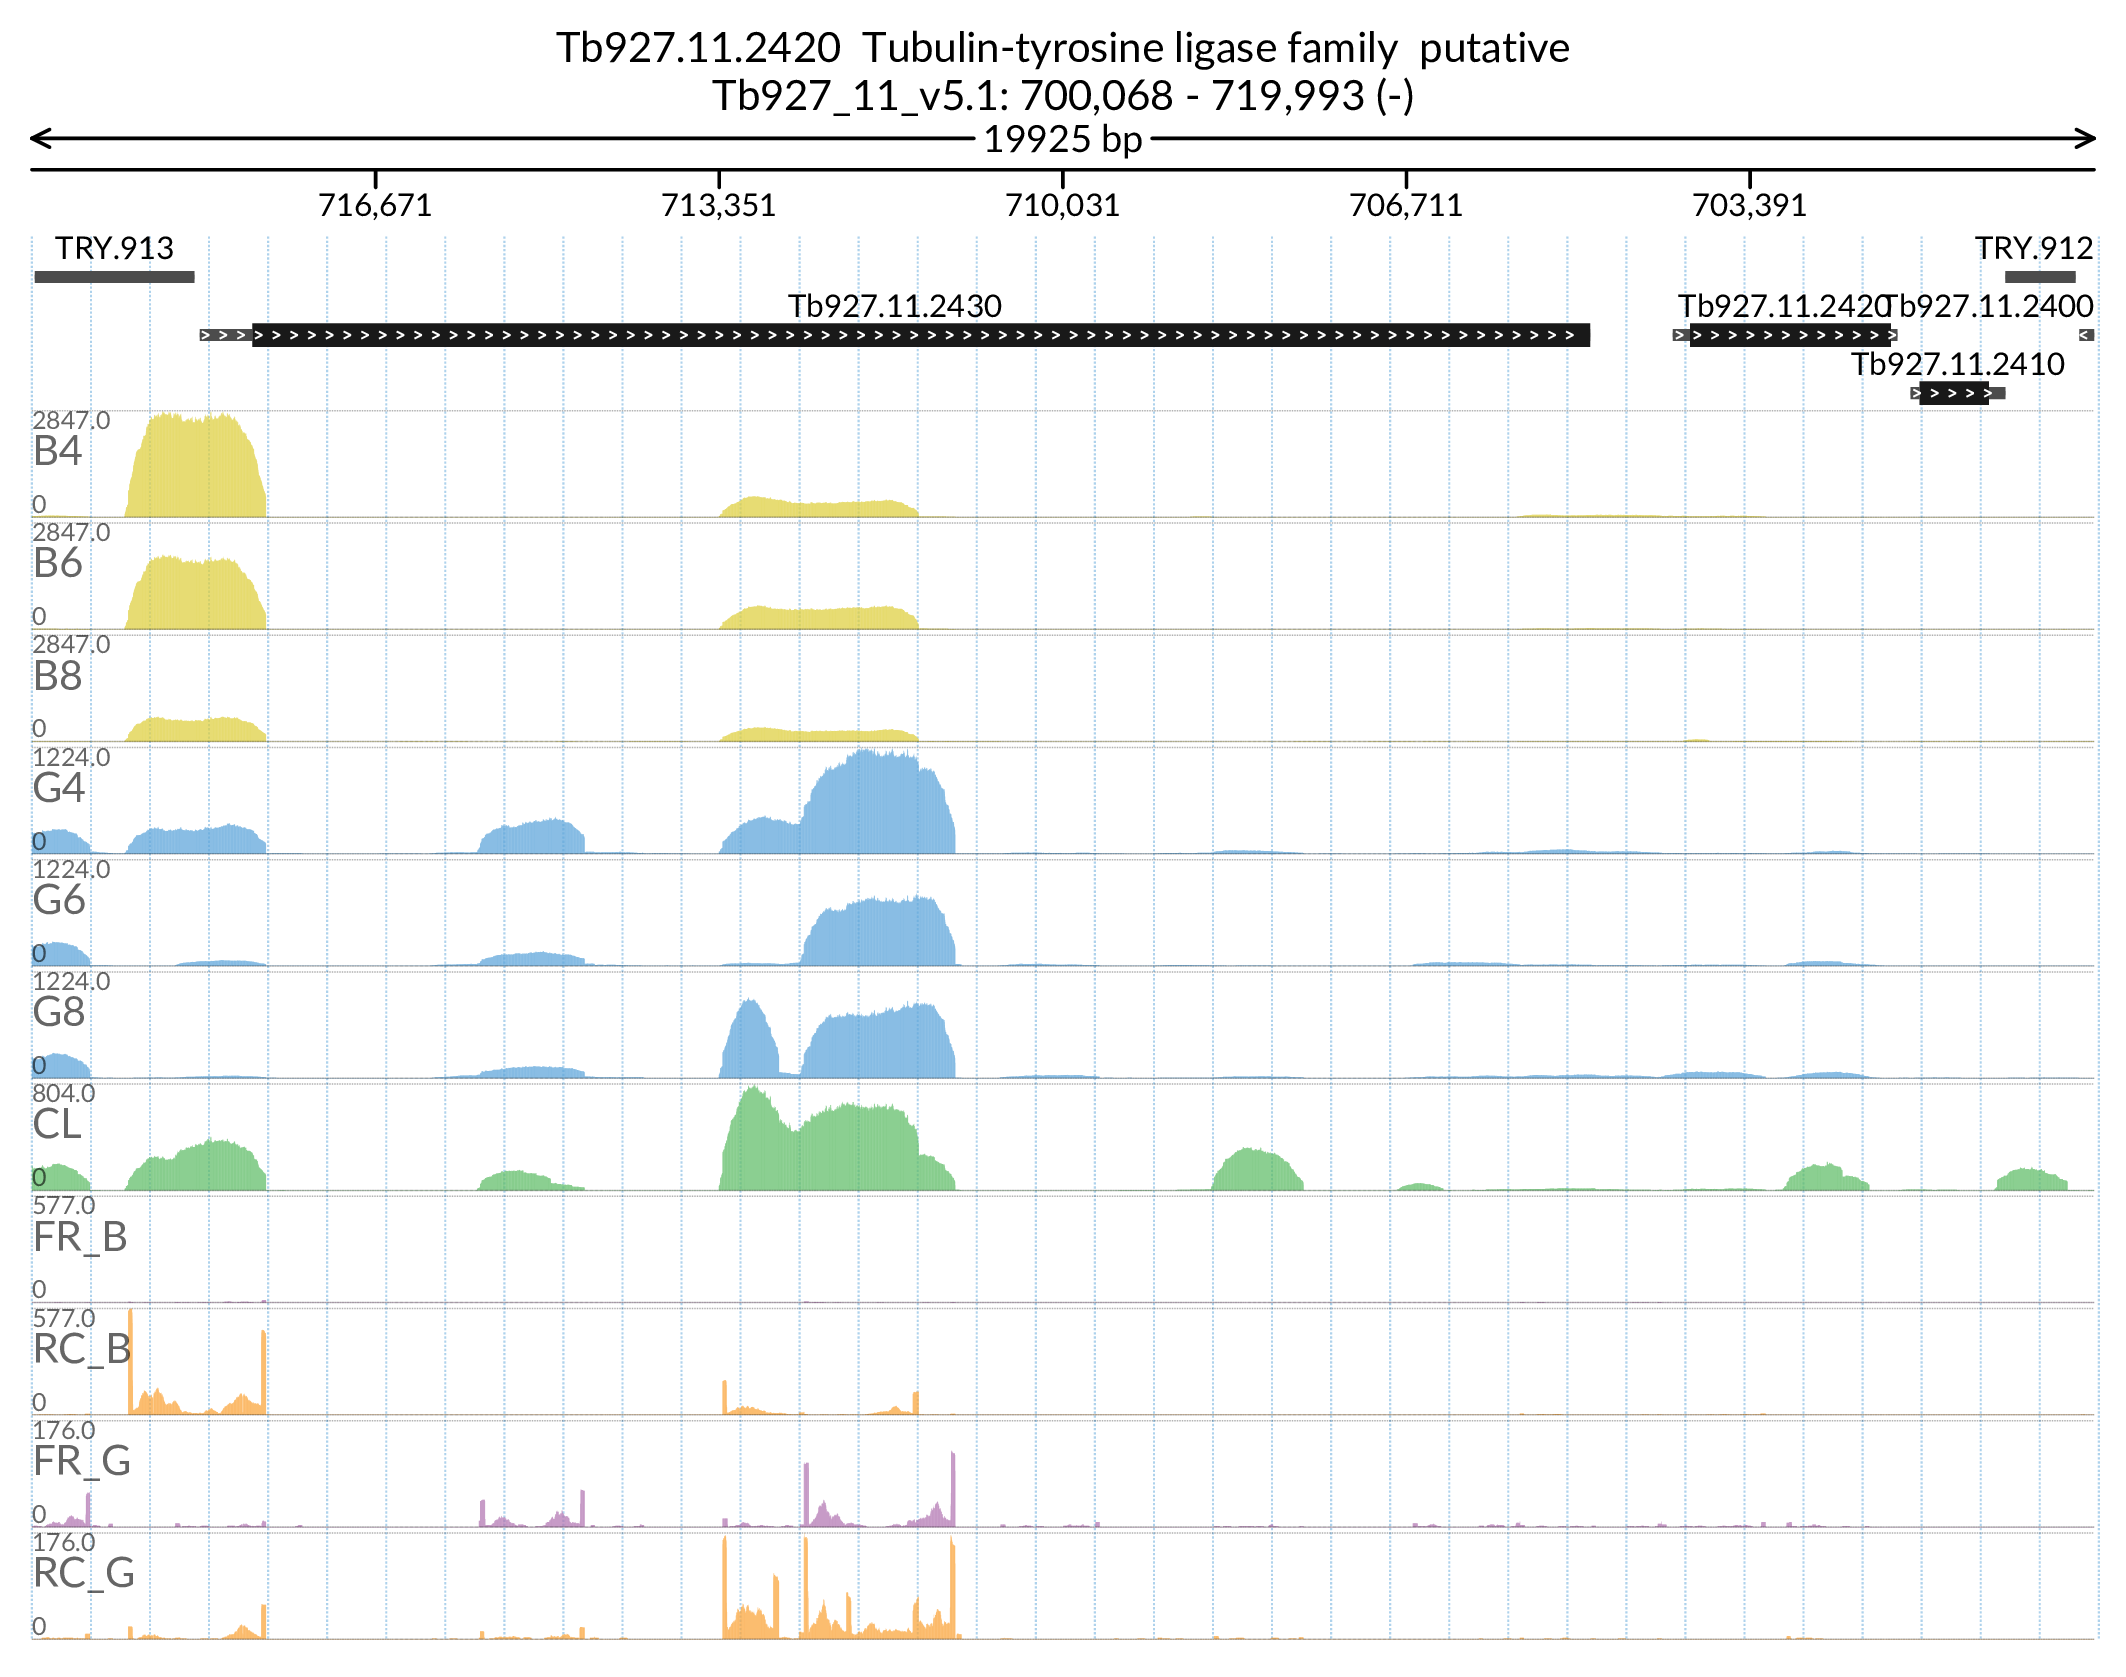 Tb927.11.2420  Tubulin-tyrosine ligase family  putative
Tb927_11_v5.1: 700,068 - 719,993 (-)
19925 bp
716,671 713,351 710,031 706,711 703,391
TRY.913 TRY.912
Tb927.11.2430 Tb927.11.2420 Tb927.11.2400
Tb927.11.2410
2847.0
B4
0
2847.0
B6
0
2847.0
B8
0
1224.0
G4
0
1224.0
G6
0
1224.0
G8
0
804.0
CL
0
577.0
FR_B
0
577.0
RC_B
0
176.0
FR_G
0
176.0
RC_G
0